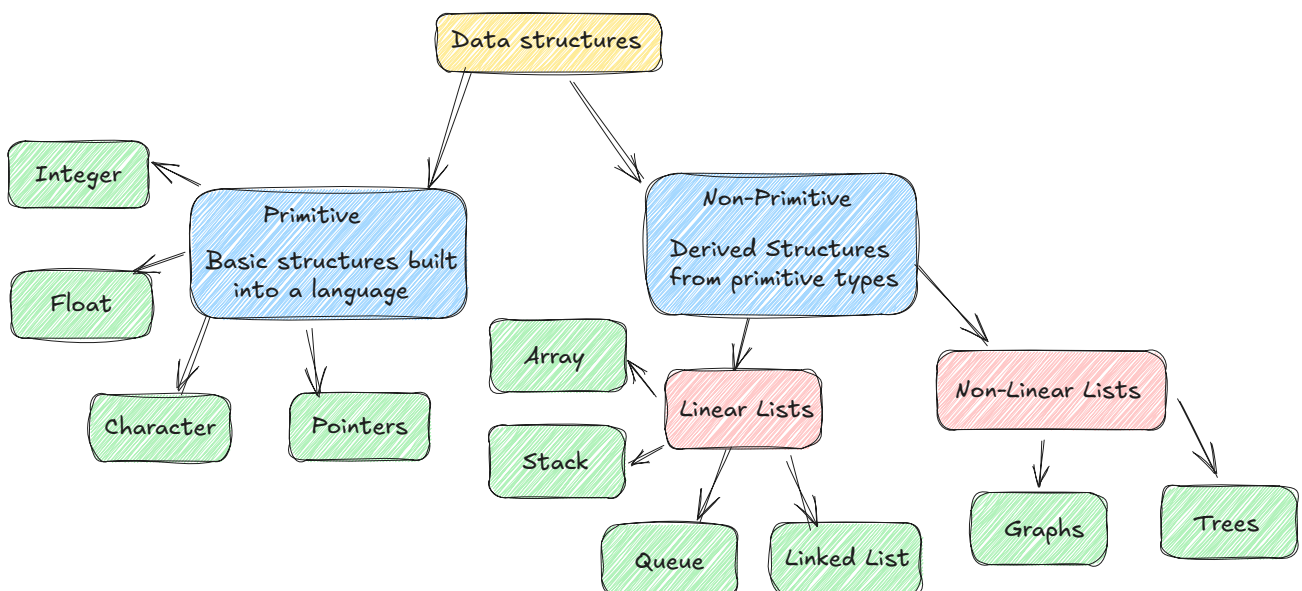 Data structures
Integer
Primitive
Basic structures built
into a language
Float
Character
Pointers
Non-Primitive
Derived Structures
from primitive types
Array
Linear Lists
Stack
Queue
Linked List
Non-Linear Lists
Graphs
Trees